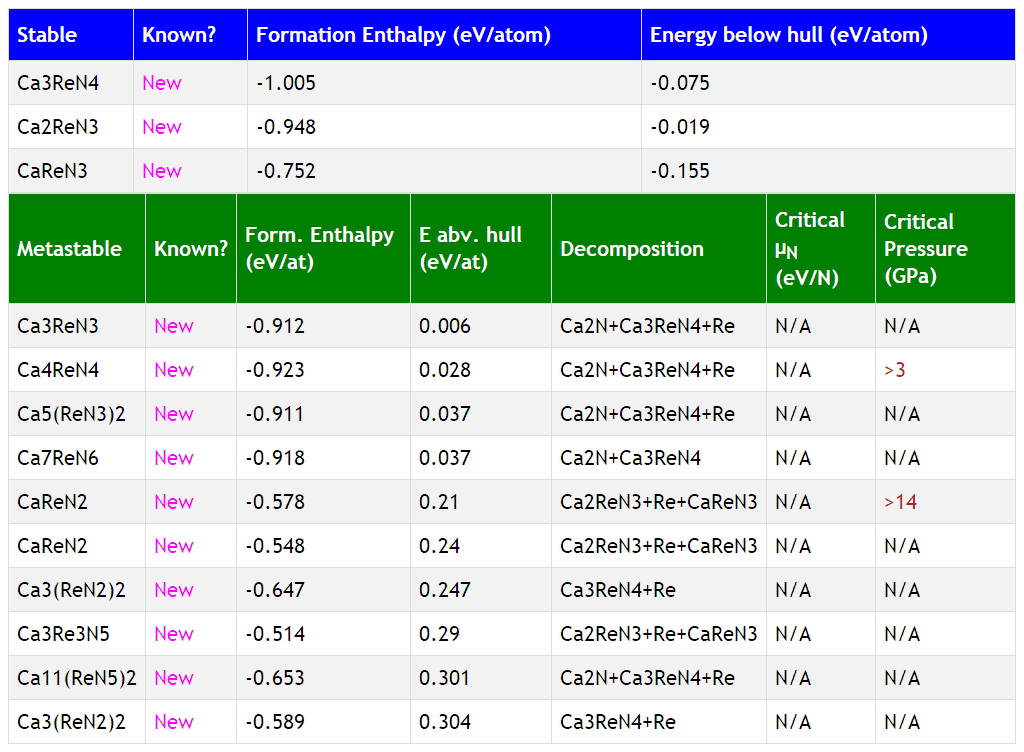 Stable Known? Formation Enthalpy (eV/atom) Energy below hull (eV/atom)
Ca3ReN4 New -1.005 -0.075
Ca2ReN3 New -0.948 -0.019
CaReN3 New -0.752 -0.155
Metastable Known? Form. Enthalpy (eV/at) E abv. hull (eV/at) Decomposition Critical μN (eV/N) Critical Pressure (GPa)
Ca3ReN3 New -0.912 0.006 Ca2N+Ca3ReN4+Re N/A N/A
Ca4ReN4 New -0.923 0.028 Ca2N+Ca3ReN4+Re N/A >3
Ca5(ReN3)2 New -0.911 0.037 Ca2N+Ca3ReN4+Re N/A N/A
Ca7ReN6 New -0.918 0.037 Ca2N+Ca3ReN4 N/A N/A
CaReN2 New -0.578 0.21 Ca2ReN3+Re+CaReN3 N/A >14
CaReN2 New -0.548 0.24 Ca2ReN3+Re+CaReN3 N/A N/A
Ca3(ReN2)2 New -0.647 0.247 Ca3ReN4+Re N/A N/A
Ca3Re3N5 New -0.514 0.29 Ca2ReN3+Re+CaReN3 N/A N/A
Ca11(ReN5)2 New -0.653 0.301 Ca2N+Ca3ReN4+Re N/A N/A
Ca3(ReN2)2 New -0.589 0.304 Ca3ReN4+Re N/A N/A